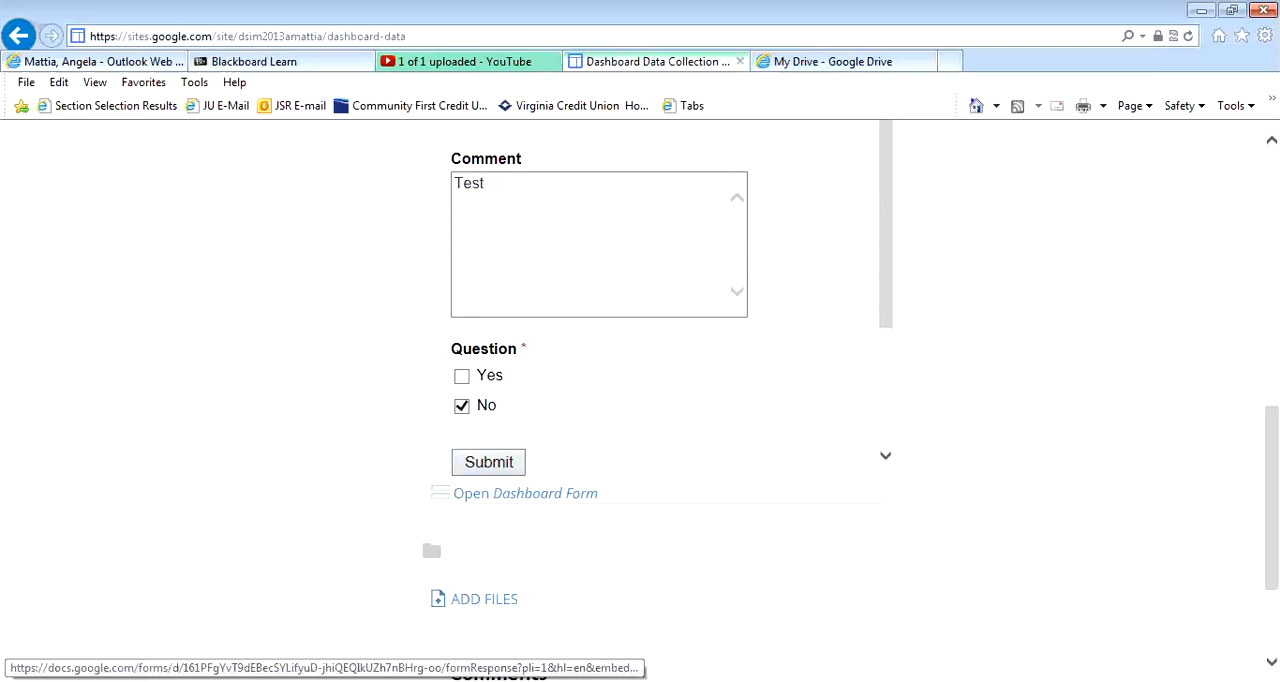 https://sites.google.com/site/dsim2013amattia/dashboard-data
Mattia, Angela - Outlook Web ... Blackboard Learn 1 of 1 uploaded - YouTube Dashboard Data Collection ... My Drive - Google Drive
File Edit View Favorites Tools Help
Section Selection Results JU E-Mail JSR E-mail Community First Credit U... Virginia Credit Union Ho... Tabs Page Safety Tools
Comment
Test
Question *
Yes
No
Submit
Open Dashboard Form
ADD FILES
https://docs.google.com/forms/d/161PFgYvT9dEBecSYLifyuD-jhiQEQIkUZh7nBHrg-oo/formResponse?pli=1&hl=en&embed...
Comments